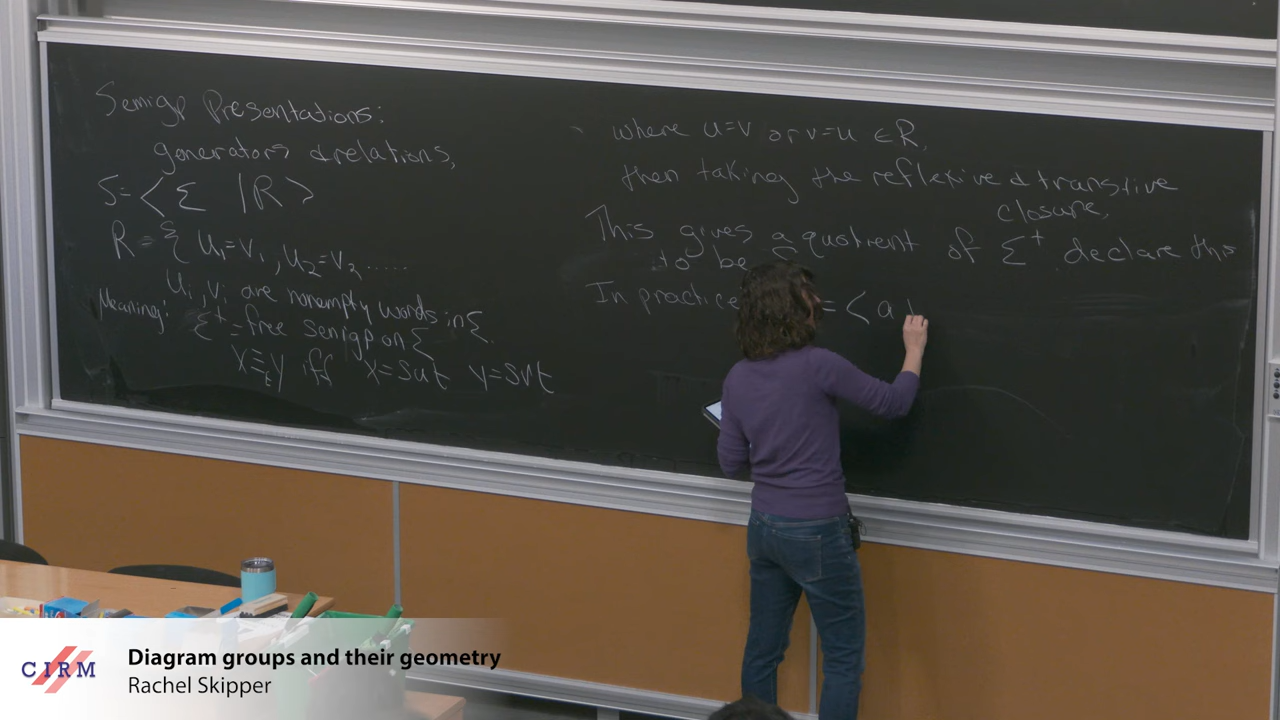 Semigp Presentations:
generators & relations,
S=⟨Σ |R⟩
R = { u₁=v₁, u₂=v₂, .....
uᵢ, vᵢ are nonempty words in Σ.
Meaning: Σ⁺ = free semigp on Σ
x ≡ y iff x=sut y=svt
where u=v or v=u ∈R,
then taking the reflexive & transitive
closure,
This gives a quotient of Σ⁺ declare this
to be
In practice = ⟨ a
CIRM
Diagram groups and their geometry
Rachel Skipper